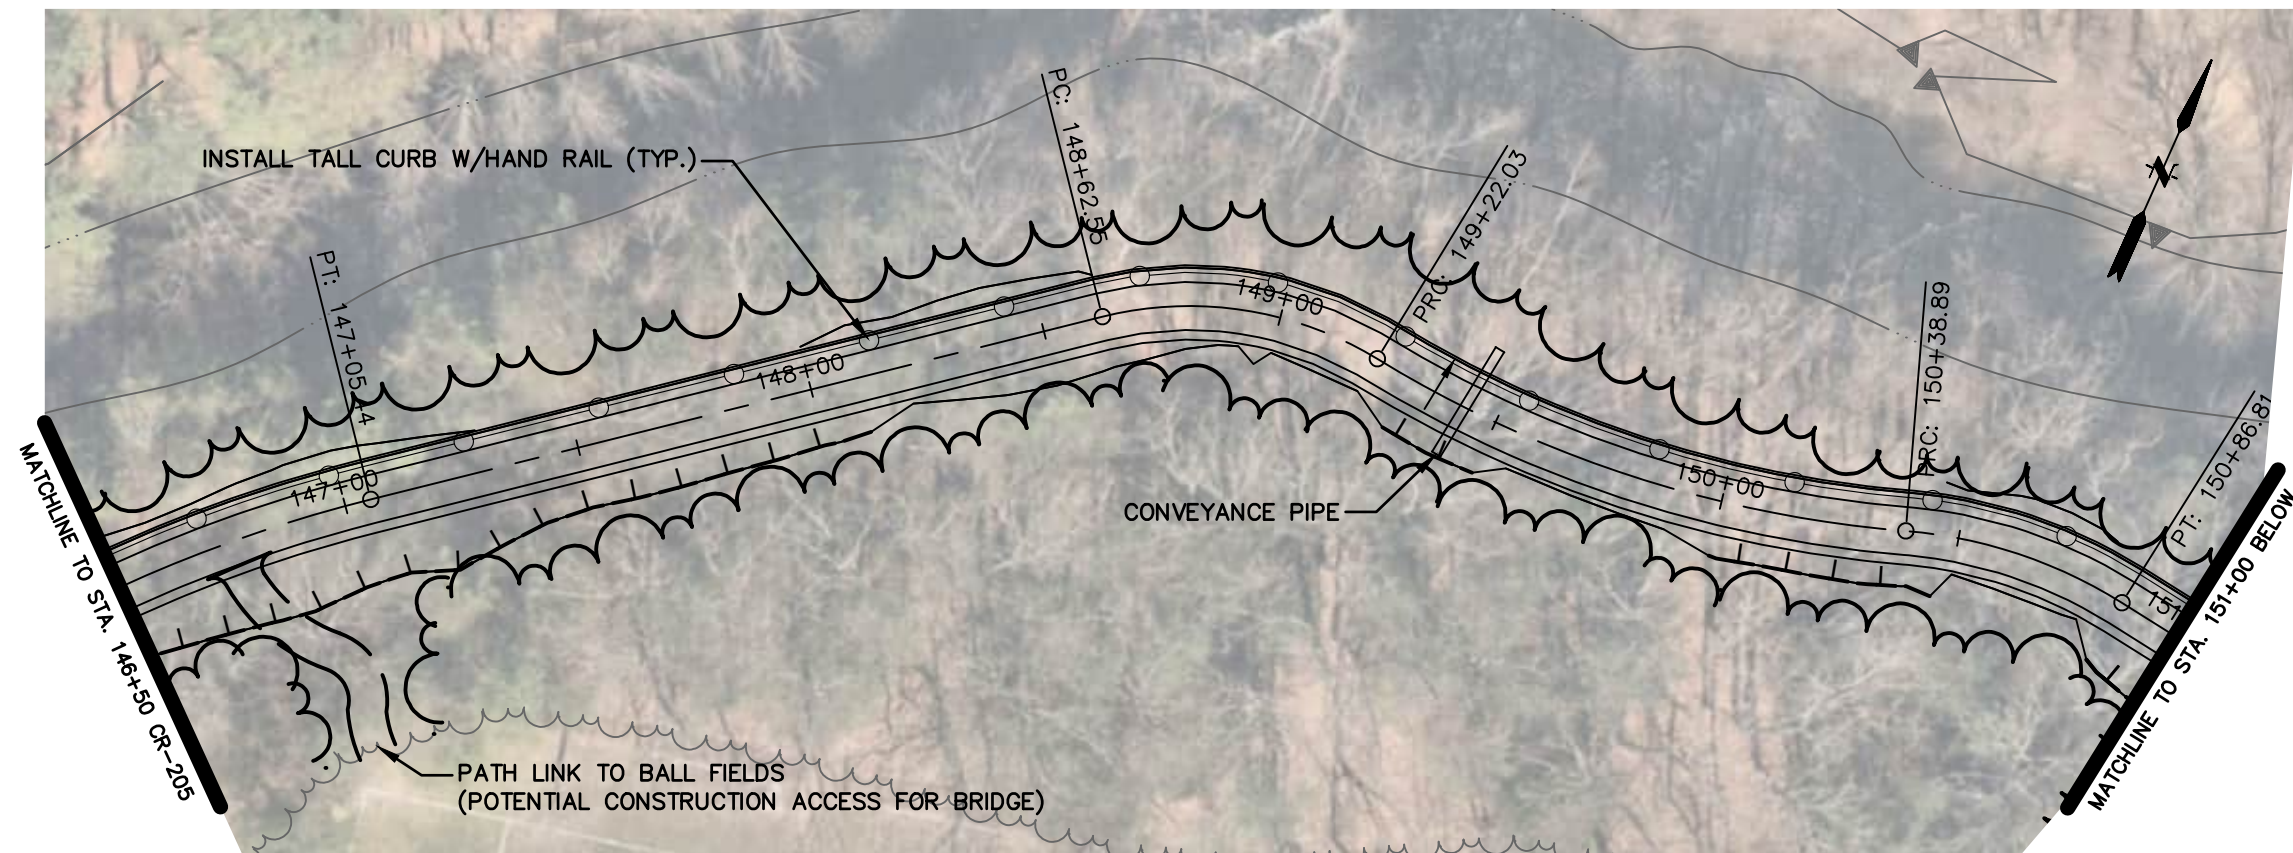 INSTALL TALL CURB W/HAND RAIL (TYP.)
PC: 148+62.55
PRC: 149+22.03
N
PT: 147+05.44
149+00
PRC: 150+38.89
148+00
PT: 150+86.81
147+00
150+00
CONVEYANCE PIPE
151
MATCHLINE TO STA. 146+50 CR-205
MATCHLINE TO STA. 151+00 BELOW
PATH LINK TO BALL FIELDS
(POTENTIAL CONSTRUCTION ACCESS FOR BRIDGE)